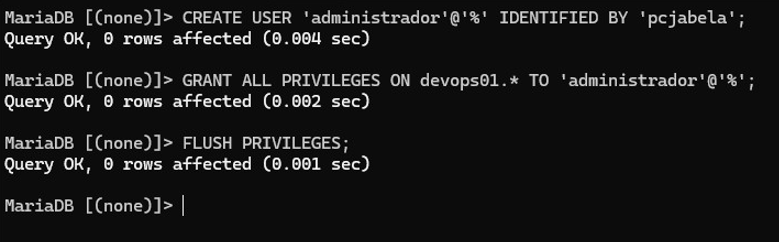 MariaDB [(none)]> CREATE USER 'administrador'@'%' IDENTIFIED BY 'pcjabela';
Query OK, 0 rows affected (0.004 sec)
MariaDB [(none)]> GRANT ALL PRIVILEGES ON devops01.* TO 'administrador'@'%';
Query OK, 0 rows affected (0.002 sec)
MariaDB [(none)]> FLUSH PRIVILEGES;
Query OK, 0 rows affected (0.001 sec)
MariaDB [(none)]>